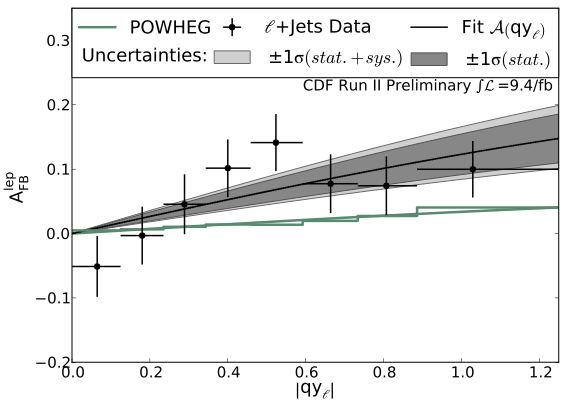 POWHEG ℓ+Jets Data Fit A(qyℓ)
Uncertainties: ±1σ(stat.+sys.) ±1σ(stat.)
CDF Run II Preliminary ∫ℒ=9.4/fb
0.3
0.2
0.1
0.0
−0.1
−0.2
A_FB^lep
0.0 0.2 0.4 0.6 0.8 1.0 1.2
|qyℓ|